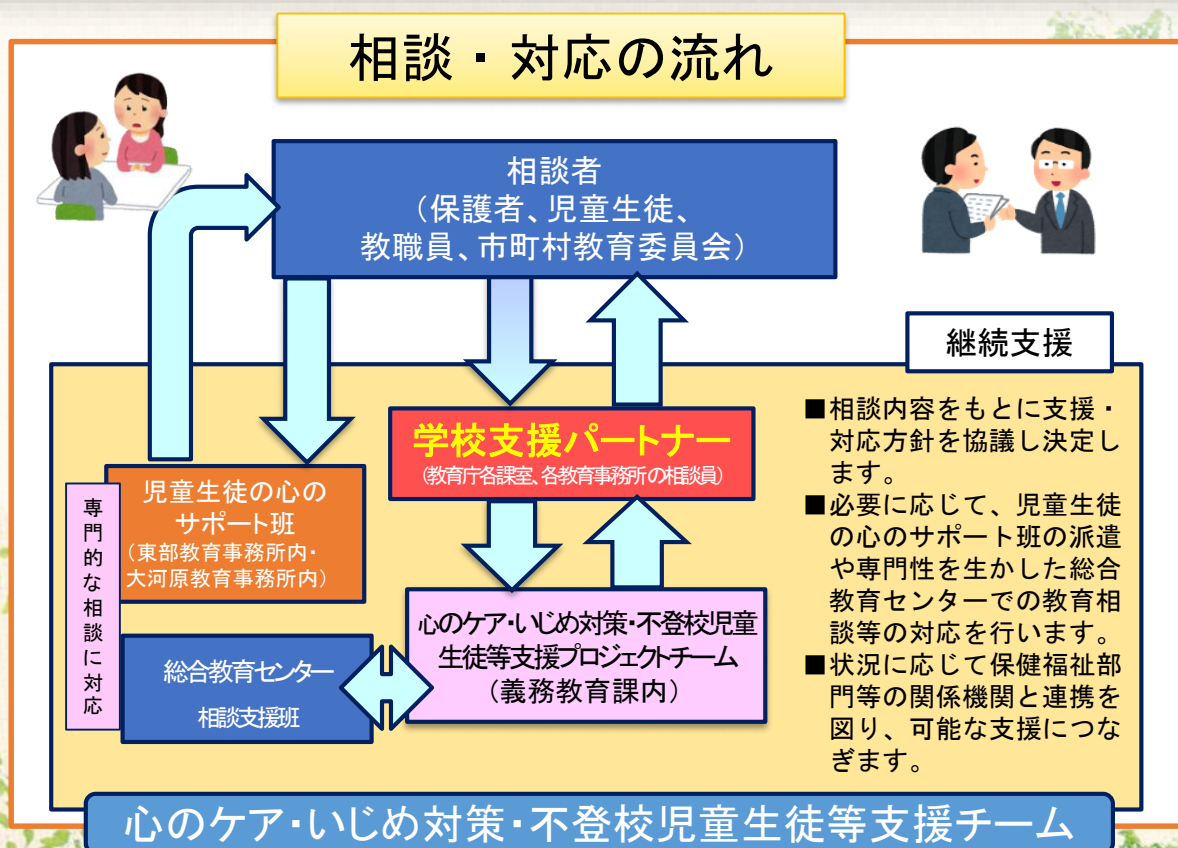 相談・対応の流れ
相談者
（保護者、児童生徒、
教職員、市町村教育委員会）
継続支援
学校支援パートナー
（教育庁各課室、各教育事務所の相談員）
児童生徒の心の
サポート班
（東部教育事務所内・
大河原教育事務所内）
専門的な相談に対応
心のケア・いじめ対策・不登校児童
生徒等支援プロジェクトチーム
（義務教育課内）
総合教育センター
相談支援班
■相談内容をもとに支援・
対応方針を協議し決定し
ます。
■必要に応じて、児童生徒
の心のサポート班の派遣
や専門性を生かした総合
教育センターでの教育相
談等の対応を行います。
■状況に応じて保健福祉部
門等の関係機関と連携を
図り、可能な支援につな
ぎます。
心のケア・いじめ対策・不登校児童生徒等支援チーム